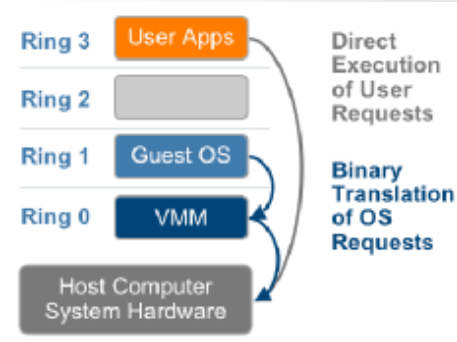 Ring 3
User Apps
Ring 2
Ring 1
Guest OS
Ring 0
VMM
Host Computer
System Hardware
Direct
Execution
of User
Requests
Binary
Translation
of OS
Requests